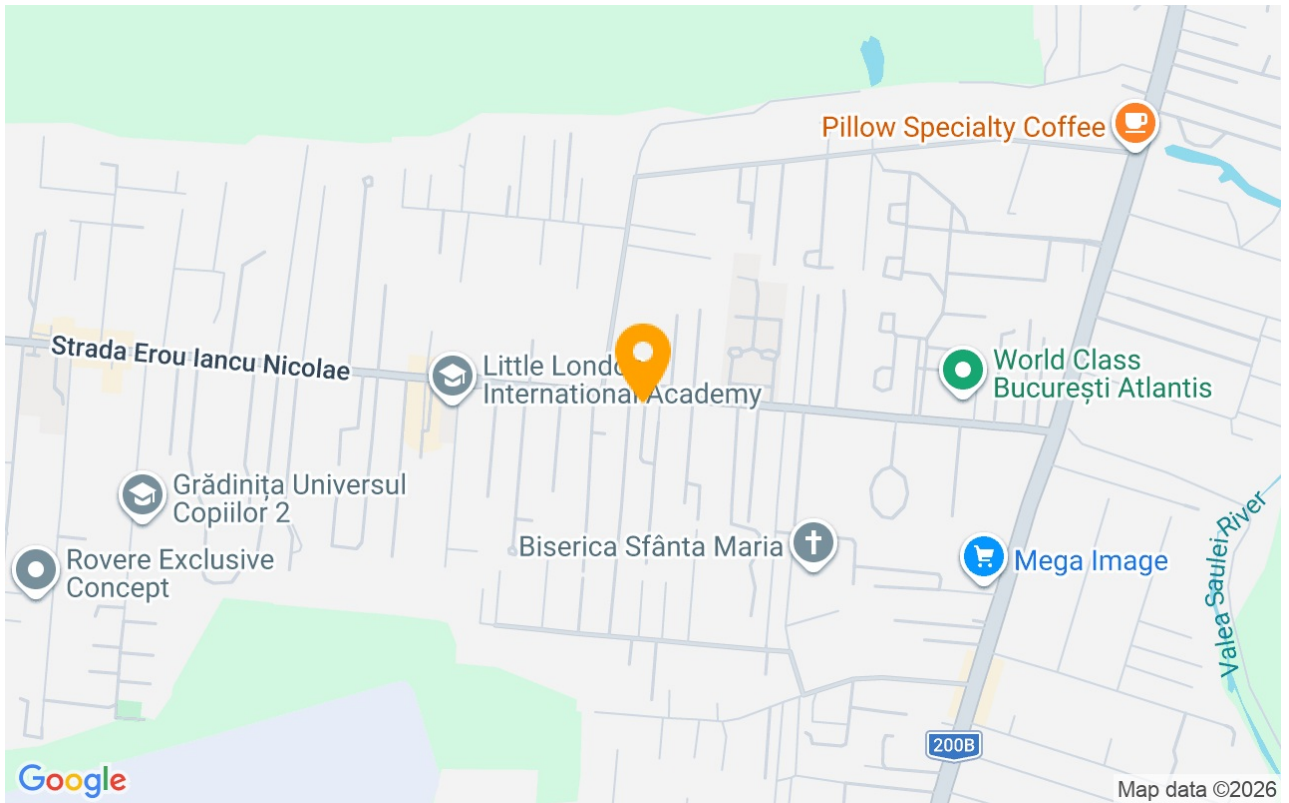 Pillow Specialty Coffee
Strada Erou Iancu Nicolae
Little
International Academy
World Class
București Atlantis
Grădinița Universul
Copiilor 2
Biserica Sfânta Maria
Rovere Exclusive
Concept
Mega Image
Valea Saulei River
200B
Google
Map data ©2026